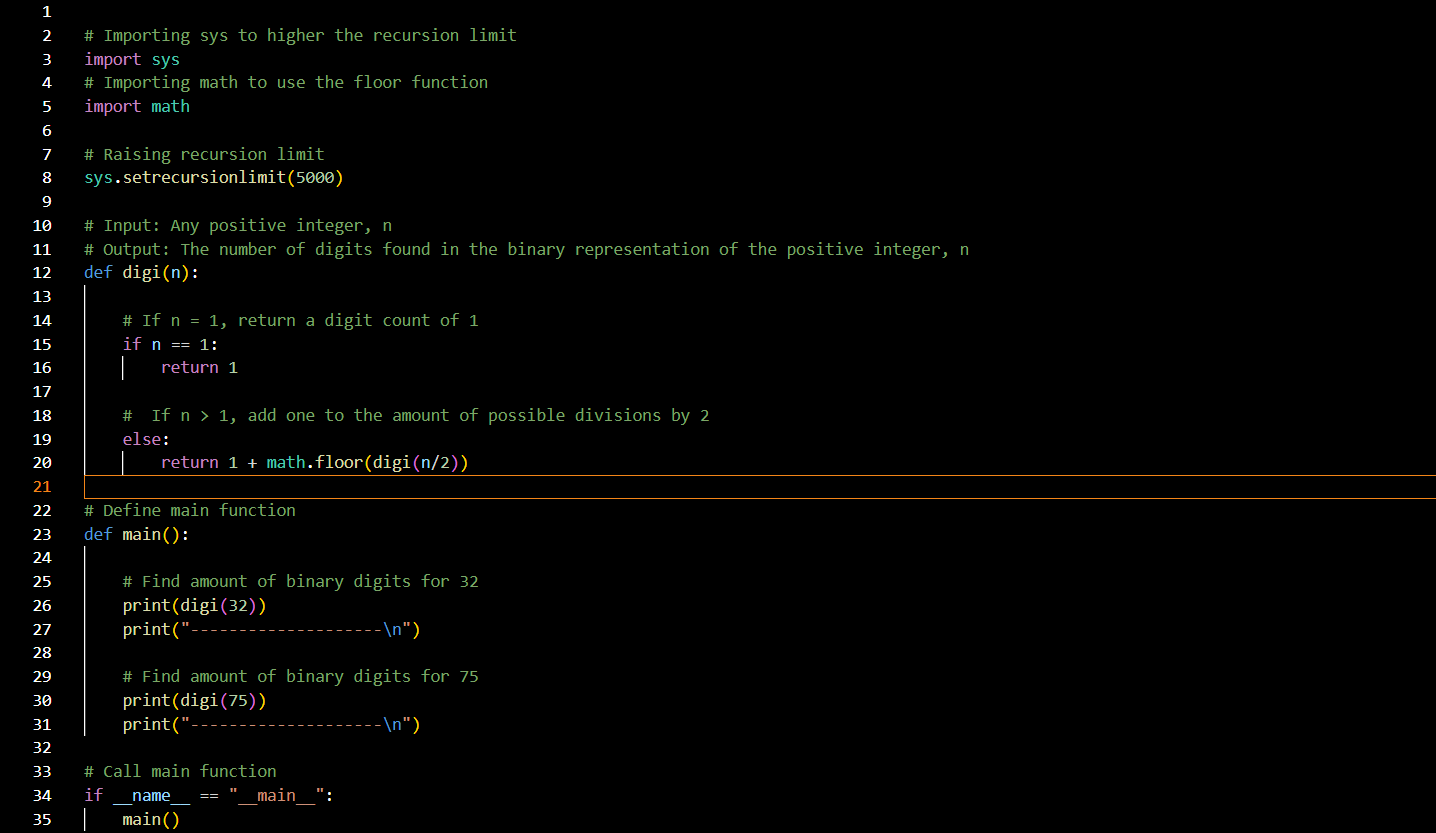 1
2 # Importing sys to higher the recursion limit
3 import sys
4 # Importing math to use the floor function
5 import math
6
7 # Raising recursion limit
8 sys.setrecursionlimit(5000)
9
10 # Input: Any positive integer, n
11 # Output: The number of digits found in the binary representation of the positive integer, n
12 def digi(n):
13
14     # If n = 1, return a digit count of 1
15     if n == 1:
16         return 1
17
18     #  If n > 1, add one to the amount of possible divisions by 2
19     else:
20         return 1 + math.floor(digi(n/2))
21
22 # Define main function
23 def main():
24
25     # Find amount of binary digits for 32
26     print(digi(32))
27     print("--------------------\n")
28
29     # Find amount of binary digits for 75
30     print(digi(75))
31     print("--------------------\n")
32
33 # Call main function
34 if __name__ == "__main__":
35     main()